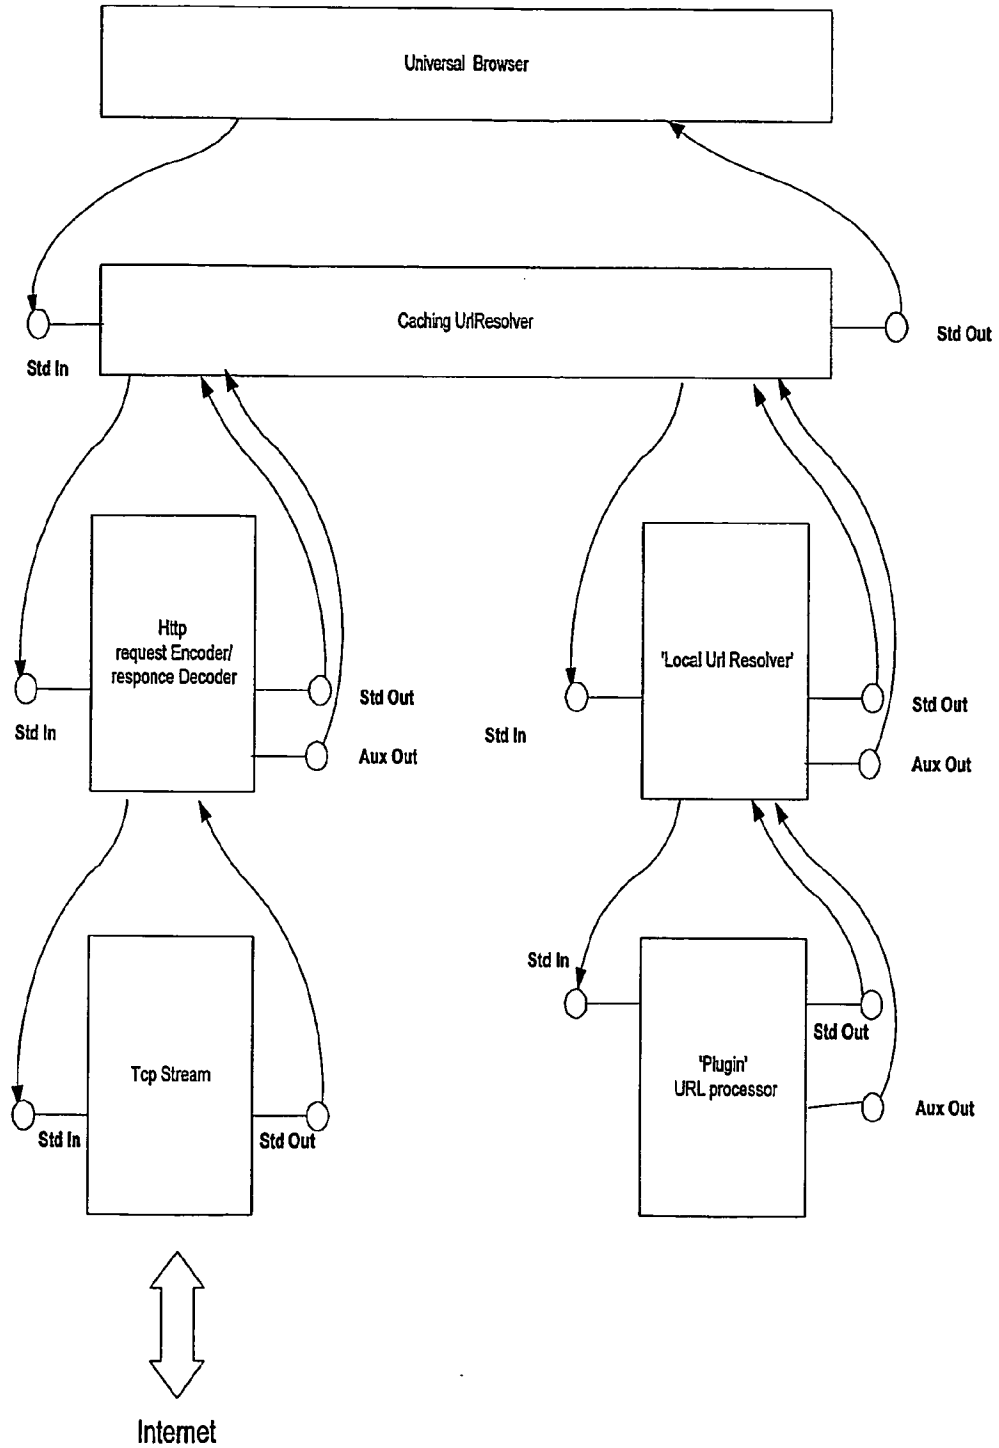 Universal Browser
Caching UrlResolver
Std In
Std Out
Http
request Encoder/
responce Decoder
Std In
Std Out
Aux Out
'Local Url Resolver'
Std In
Std Out
Aux Out
Tcp Stream
Std In
Std Out
Std In
'Plugin'
URL processor
Std Out
Aux Out
Internet